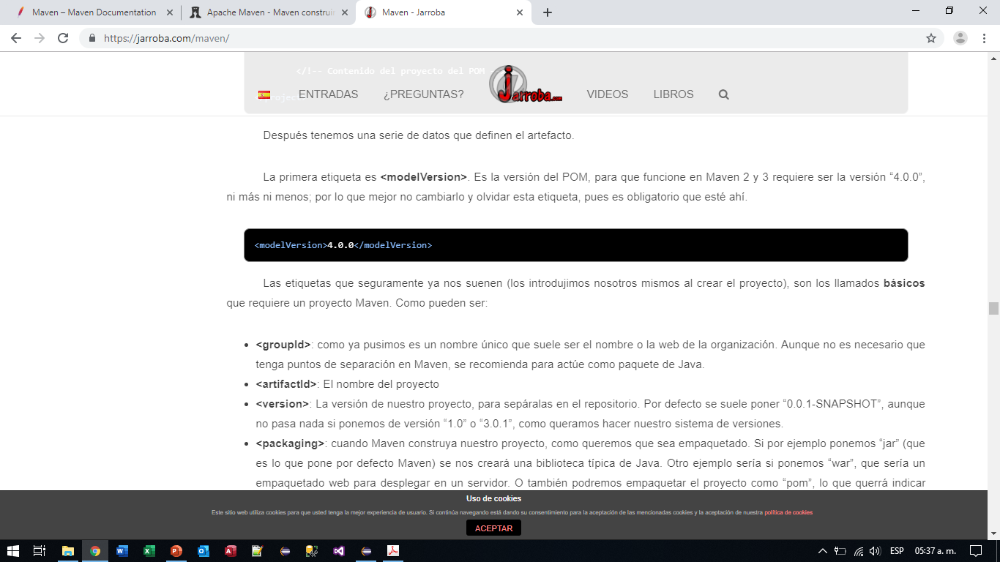 Maven – Maven Documentation
Apache Maven - Maven construir
Maven - Jarroba
https://jarroba.com/maven/
<!-- Contenido del proyecto del POM
ENTRADAS ¿PREGUNTAS? Jarroba.com VIDEOS LIBROS
Después tenemos una serie de datos que definen el artefacto.
La primera etiqueta es <modelVersion>. Es la versión del POM, para que funcione en Maven 2 y 3 requiere ser la versión “4.0.0”,
ni más ni menos; por lo que mejor no cambiarlo y olvidar esta etiqueta, pues es obligatorio que esté ahí.
<modelVersion>4.0.0</modelVersion>
Las etiquetas que seguramente ya nos suenen (los introdujimos nosotros mismos al crear el proyecto), son los llamados básicos
que requiere un proyecto Maven. Como pueden ser:
<groupId>: como ya pusimos es un nombre único que suele ser el nombre o la web de la organización. Aunque no es necesario que
tenga puntos de separación en Maven, se recomienda para actúe como paquete de Java.
<artifactId>: El nombre del proyecto
<version>: La versión de nuestro proyecto, para sepáralas en el repositorio. Por defecto se suele poner “0.0.1-SNAPSHOT”, aunque
no pasa nada si ponemos de versión “1.0” o “3.0.1”, como queramos hacer nuestro sistema de versiones.
<packaging>: cuando Maven construya nuestro proyecto, como queremos que sea empaquetado. Si por ejemplo ponemos “jar” (que
es lo que pone por defecto Maven) se nos creará una biblioteca típica de Java. Otro ejemplo sería si ponemos “war”, que sería un
empaquetado web para desplegar en un servidor. O también podremos empaquetar el proyecto como “pom”, lo que querrá indicar
Uso de cookies
Este sitio web utiliza cookies para que usted tenga la mejor experiencia de usuario. Si continúa navegando está dando su consentimiento para la aceptación de las mencionadas cookies y la aceptación de nuestra política de cookies
ACEPTAR
ESP 05:37 a. m.